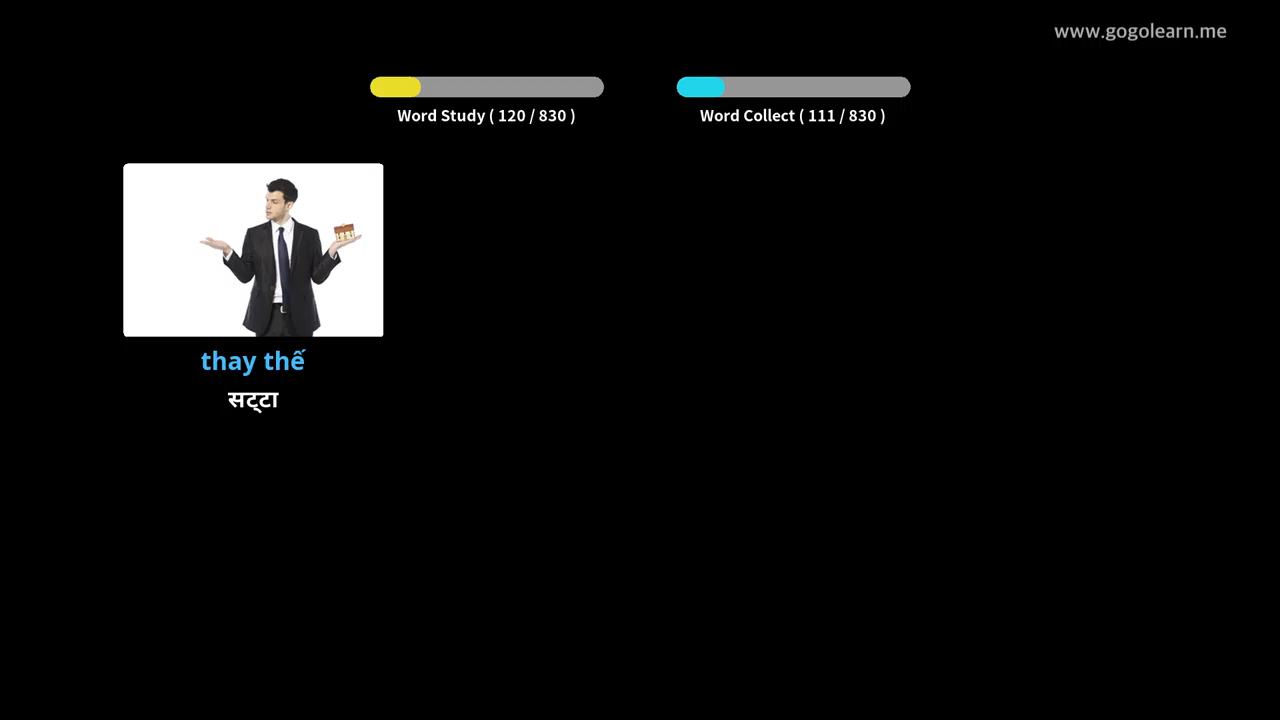 www.gogolearn.me
Word Study ( 120 / 830 )
Word Collect ( 111 / 830 )
thay thế
सट्‌टा